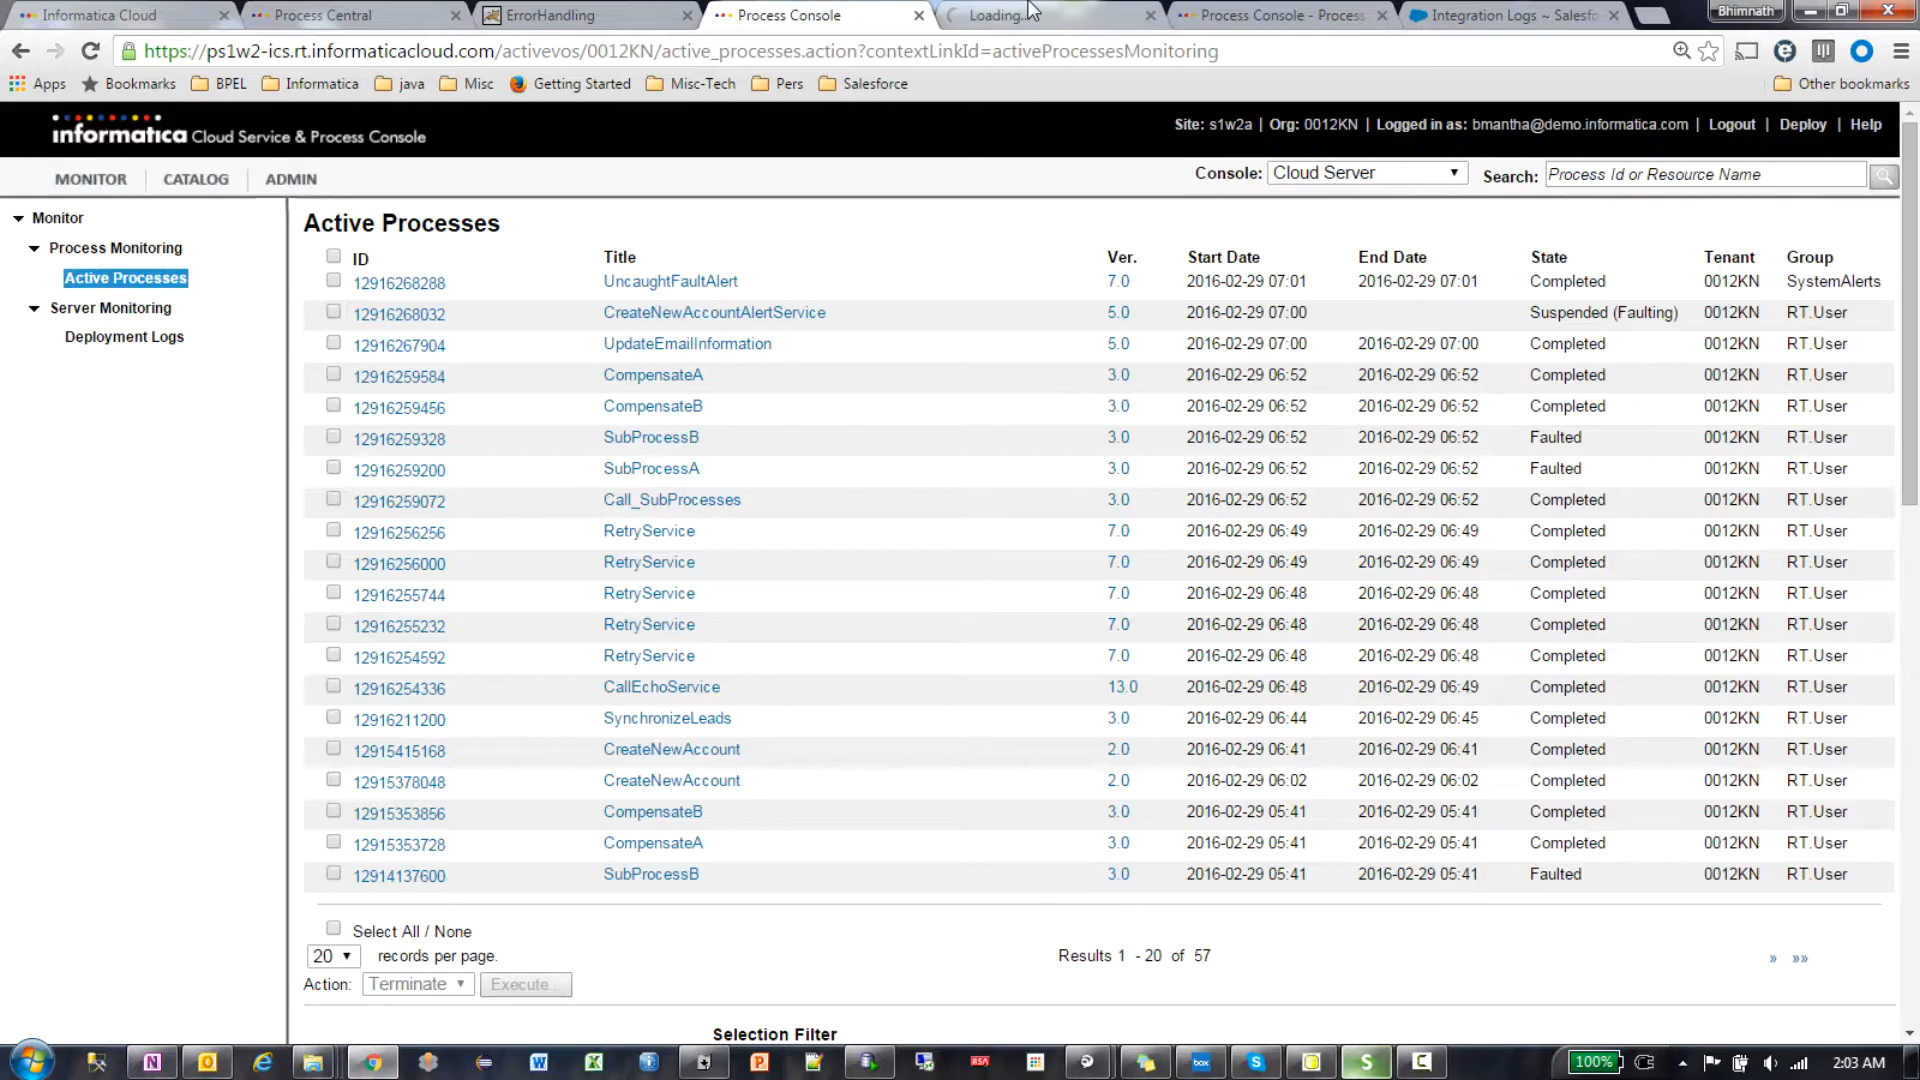 Informatica Cloud
Process Central
ErrorHandling
Process Console
Loading...
Process Console - Process
Integration Logs ~ Salesfo
Bhimnath
https://ps1w2-ics.rt.informaticacloud.com/activevos/0012KN/active_processes.action?contextLinkId=activeProcessesMonitoring
Apps
Bookmarks
BPEL
Informatica
java
Misc
Getting Started
Misc-Tech
Pers
Salesforce
Other bookmarks
informatica Cloud Service & Process Console
Site: s1w2a | Org: 0012KN | Logged in as: bmantha@demo.informatica.com | Logout | Deploy | Help
MONITOR CATALOG ADMIN
Console: Cloud Server
Search: Process Id or Resource Name
Monitor
Process Monitoring
Active Processes
Server Monitoring
Deployment Logs
Active Processes
ID Title Ver. Start Date End Date State Tenant Group
12916268288 UncaughtFaultAlert 7.0 2016-02-29 07:01 2016-02-29 07:01 Completed 0012KN SystemAlerts
12916268032 CreateNewAccountAlertService 5.0 2016-02-29 07:00 Suspended (Faulting) 0012KN RT.User
12916267904 UpdateEmailInformation 5.0 2016-02-29 07:00 2016-02-29 07:00 Completed 0012KN RT.User
12916259584 CompensateA 3.0 2016-02-29 06:52 2016-02-29 06:52 Completed 0012KN RT.User
12916259456 CompensateB 3.0 2016-02-29 06:52 2016-02-29 06:52 Completed 0012KN RT.User
12916259328 SubProcessB 3.0 2016-02-29 06:52 2016-02-29 06:52 Faulted 0012KN RT.User
12916259200 SubProcessA 3.0 2016-02-29 06:52 2016-02-29 06:52 Faulted 0012KN RT.User
12916259072 Call_SubProcesses 3.0 2016-02-29 06:52 2016-02-29 06:52 Completed 0012KN RT.User
12916256256 RetryService 7.0 2016-02-29 06:49 2016-02-29 06:49 Completed 0012KN RT.User
12916256000 RetryService 7.0 2016-02-29 06:49 2016-02-29 06:49 Completed 0012KN RT.User
12916255744 RetryService 7.0 2016-02-29 06:48 2016-02-29 06:48 Completed 0012KN RT.User
12916255232 RetryService 7.0 2016-02-29 06:48 2016-02-29 06:48 Completed 0012KN RT.User
12916254592 RetryService 7.0 2016-02-29 06:48 2016-02-29 06:48 Completed 0012KN RT.User
12916254336 CallEchoService 13.0 2016-02-29 06:48 2016-02-29 06:49 Completed 0012KN RT.User
12916211200 SynchronizeLeads 3.0 2016-02-29 06:44 2016-02-29 06:45 Completed 0012KN RT.User
12915415168 CreateNewAccount 2.0 2016-02-29 06:41 2016-02-29 06:41 Completed 0012KN RT.User
12915378048 CreateNewAccount 2.0 2016-02-29 06:02 2016-02-29 06:02 Completed 0012KN RT.User
12915353856 CompensateB 3.0 2016-02-29 05:41 2016-02-29 05:41 Completed 0012KN RT.User
12915353728 CompensateA 3.0 2016-02-29 05:41 2016-02-29 05:41 Completed 0012KN RT.User
12914137600 SubProcessB 3.0 2016-02-29 05:41 2016-02-29 05:41 Faulted 0012KN RT.User
Select All / None
20 records per page.
Results 1 - 20 of 57
» »»
Action: Terminate Execute...
Selection Filter
100%
2:03 AM